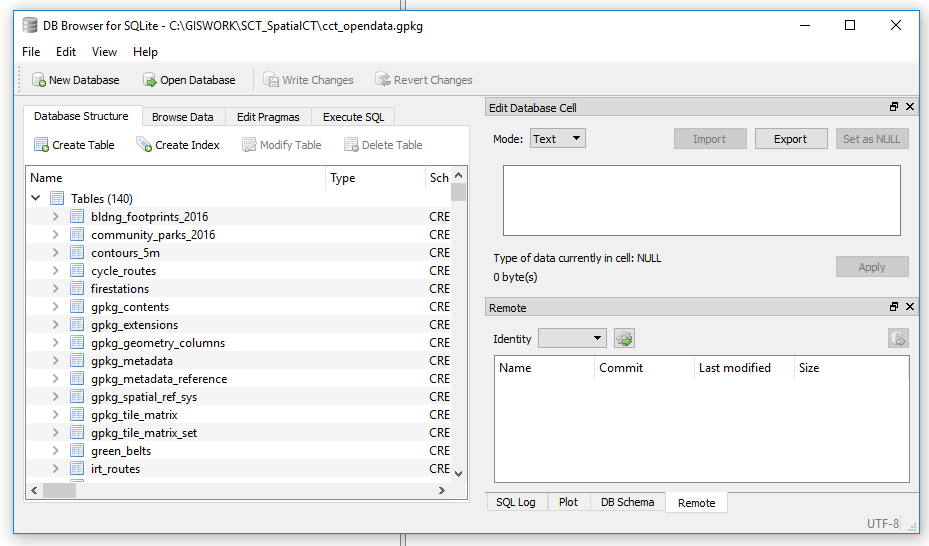 DB Browser for SQLite - C:\GISWORK\SCT_SpatialCT\cct_opendata.gpkg
File Edit View Help
New Database Open Database Write Changes Revert Changes
Database Structure Browse Data Edit Pragmas Execute SQL
Create Table Create Index Modify Table Delete Table
Name Type Sch
Tables (140)
bldng_footprints_2016 CRE
community_parks_2016 CRE
contours_5m CRE
cycle_routes CRE
firestations CRE
gpkg_contents CRE
gpkg_extensions CRE
gpkg_geometry_columns CRE
gpkg_metadata CRE
gpkg_metadata_reference CRE
gpkg_spatial_ref_sys CRE
gpkg_tile_matrix CRE
gpkg_tile_matrix_set CRE
green_belts CRE
irt_routes CRE
Edit Database Cell
Mode: Text Import Export Set as NULL
Type of data currently in cell: NULL
0 byte(s)
Apply
Remote
Identity
Name Commit Last modified Size
SQL Log Plot DB Schema Remote
UTF-8